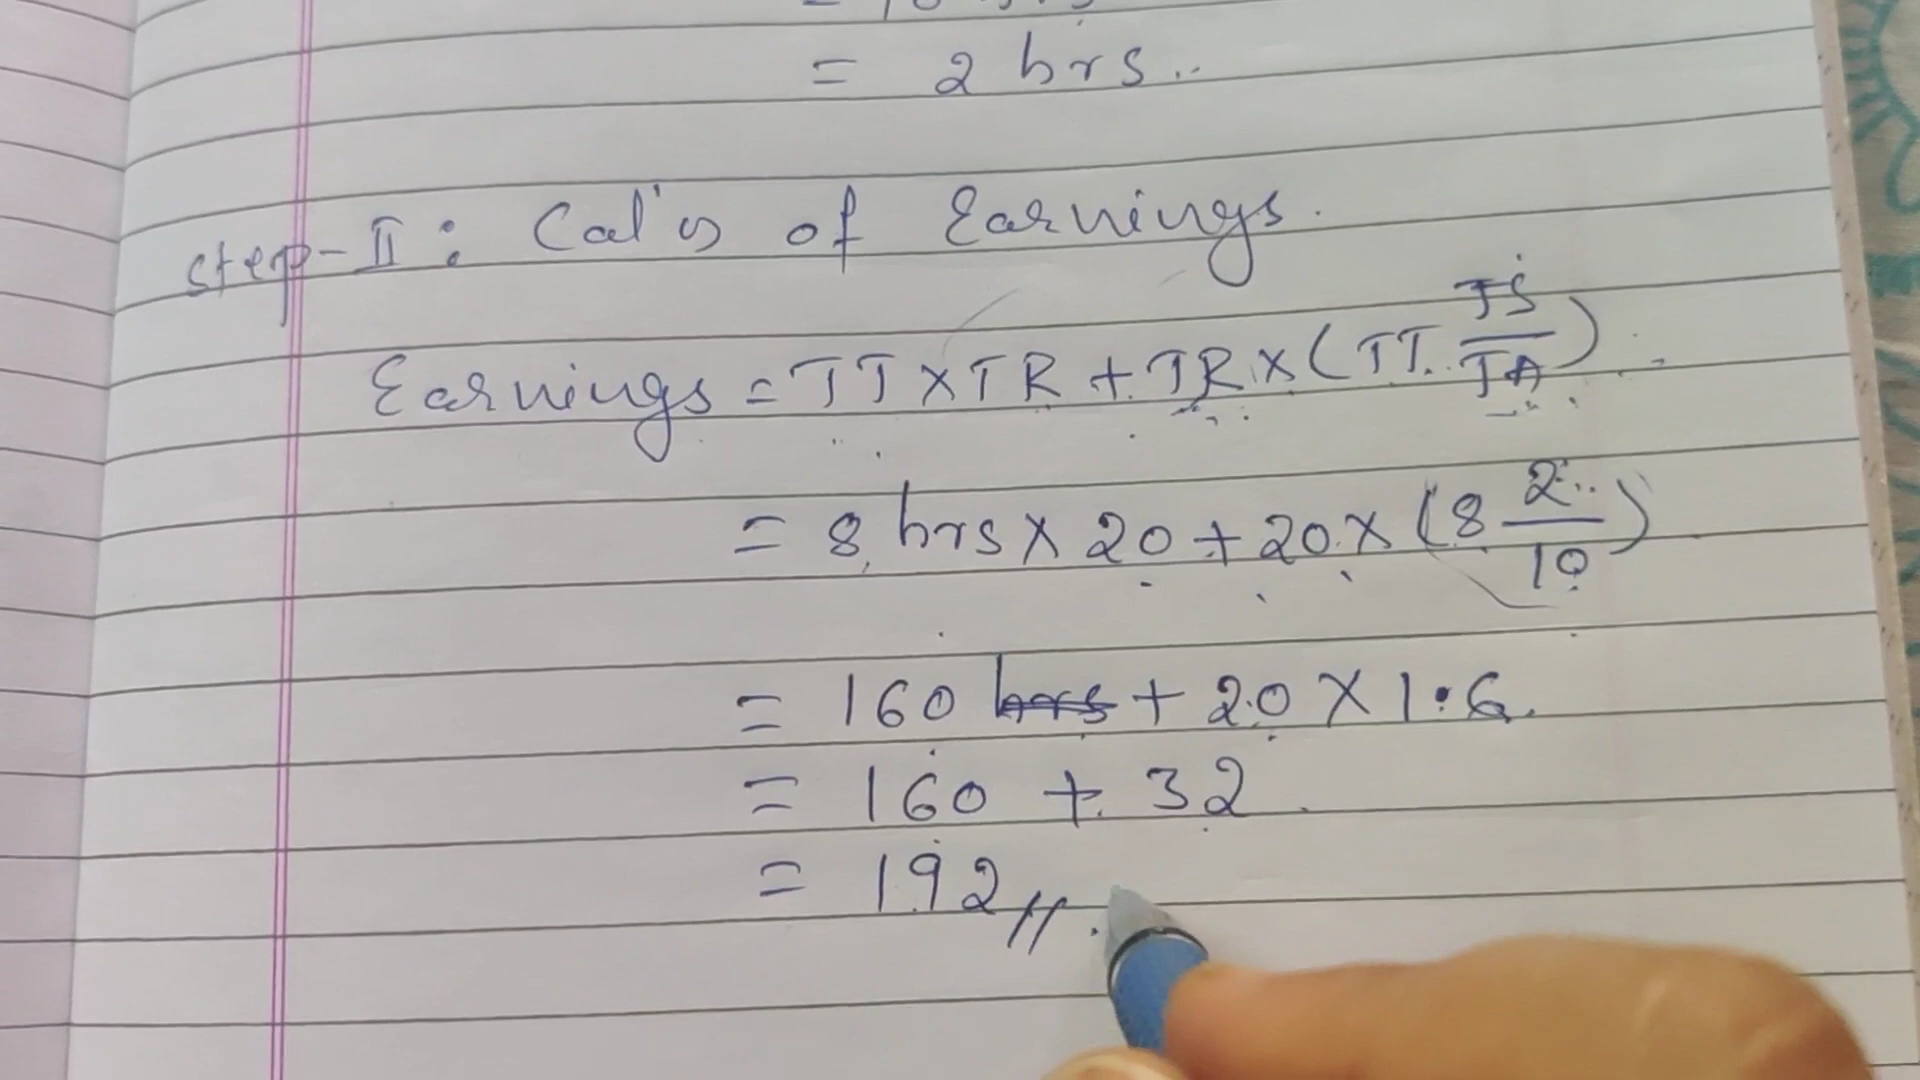 = 2 hrs..
Step-II: Cal'n of Earnings.
Earnings = TT X TR + TR X (TT. TS/TA)
= 8 hrs X 20 + 20 X (8 2/10)
= 160 hrs + 20 X 1.6
= 160 + 32
= 192//.